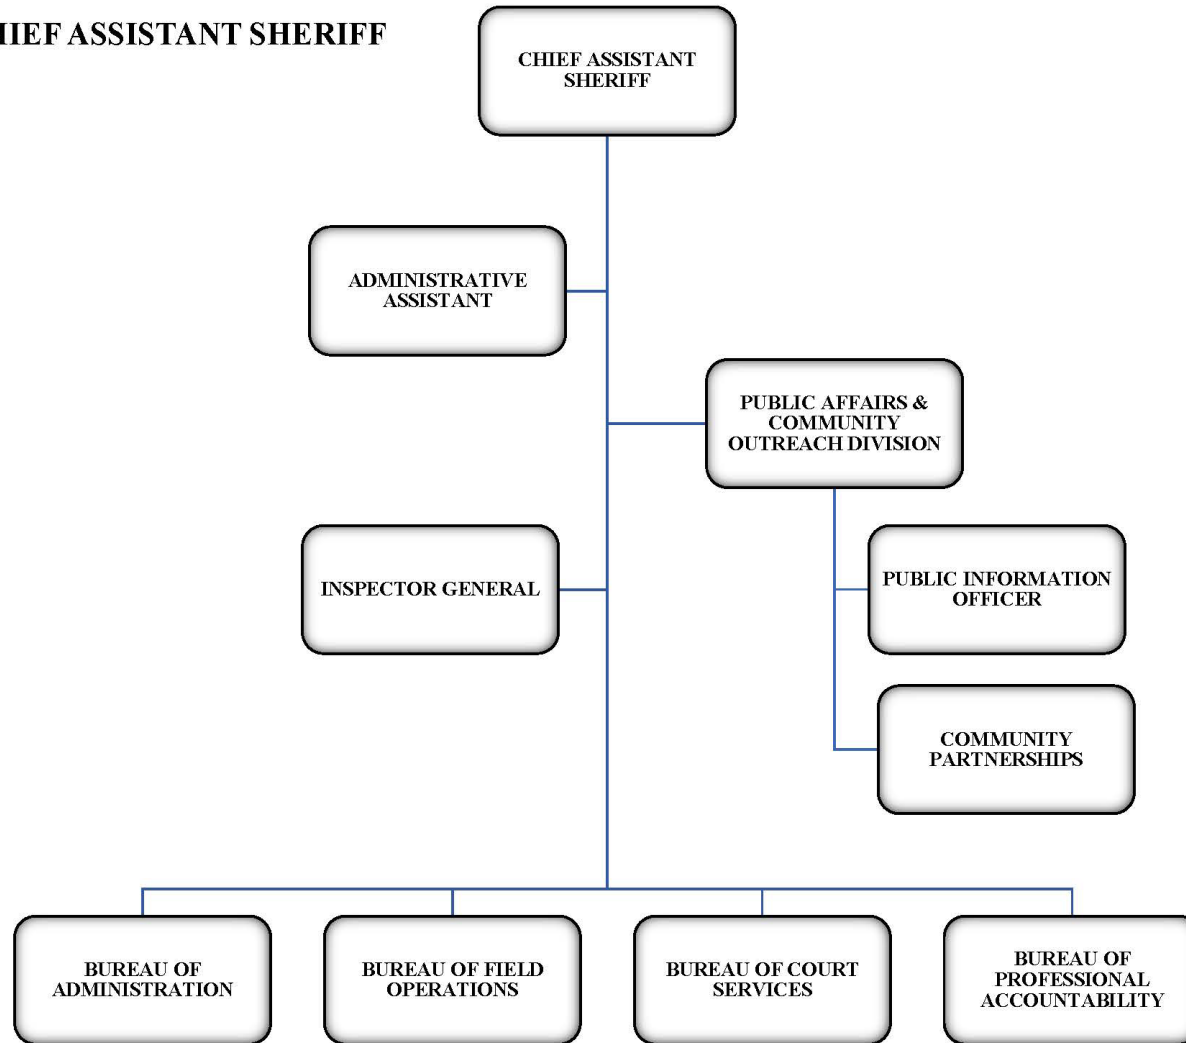 HIEF ASSISTANT SHERIFF
CHIEF ASSISTANT
SHERIFF
ADMINISTRATIVE
ASSISTANT
PUBLIC AFFAIRS &
COMMUNITY
OUTREACH DIVISION
INSPECTOR GENERAL
PUBLIC INFORMATION
OFFICER
COMMUNITY
PARTNERSHIPS
BUREAU OF
ADMINISTRATION
BUREAU OF FIELD
OPERATIONS
BUREAU OF COURT
SERVICES
BUREAU OF
PROFESSIONAL
ACCOUNTABILITY